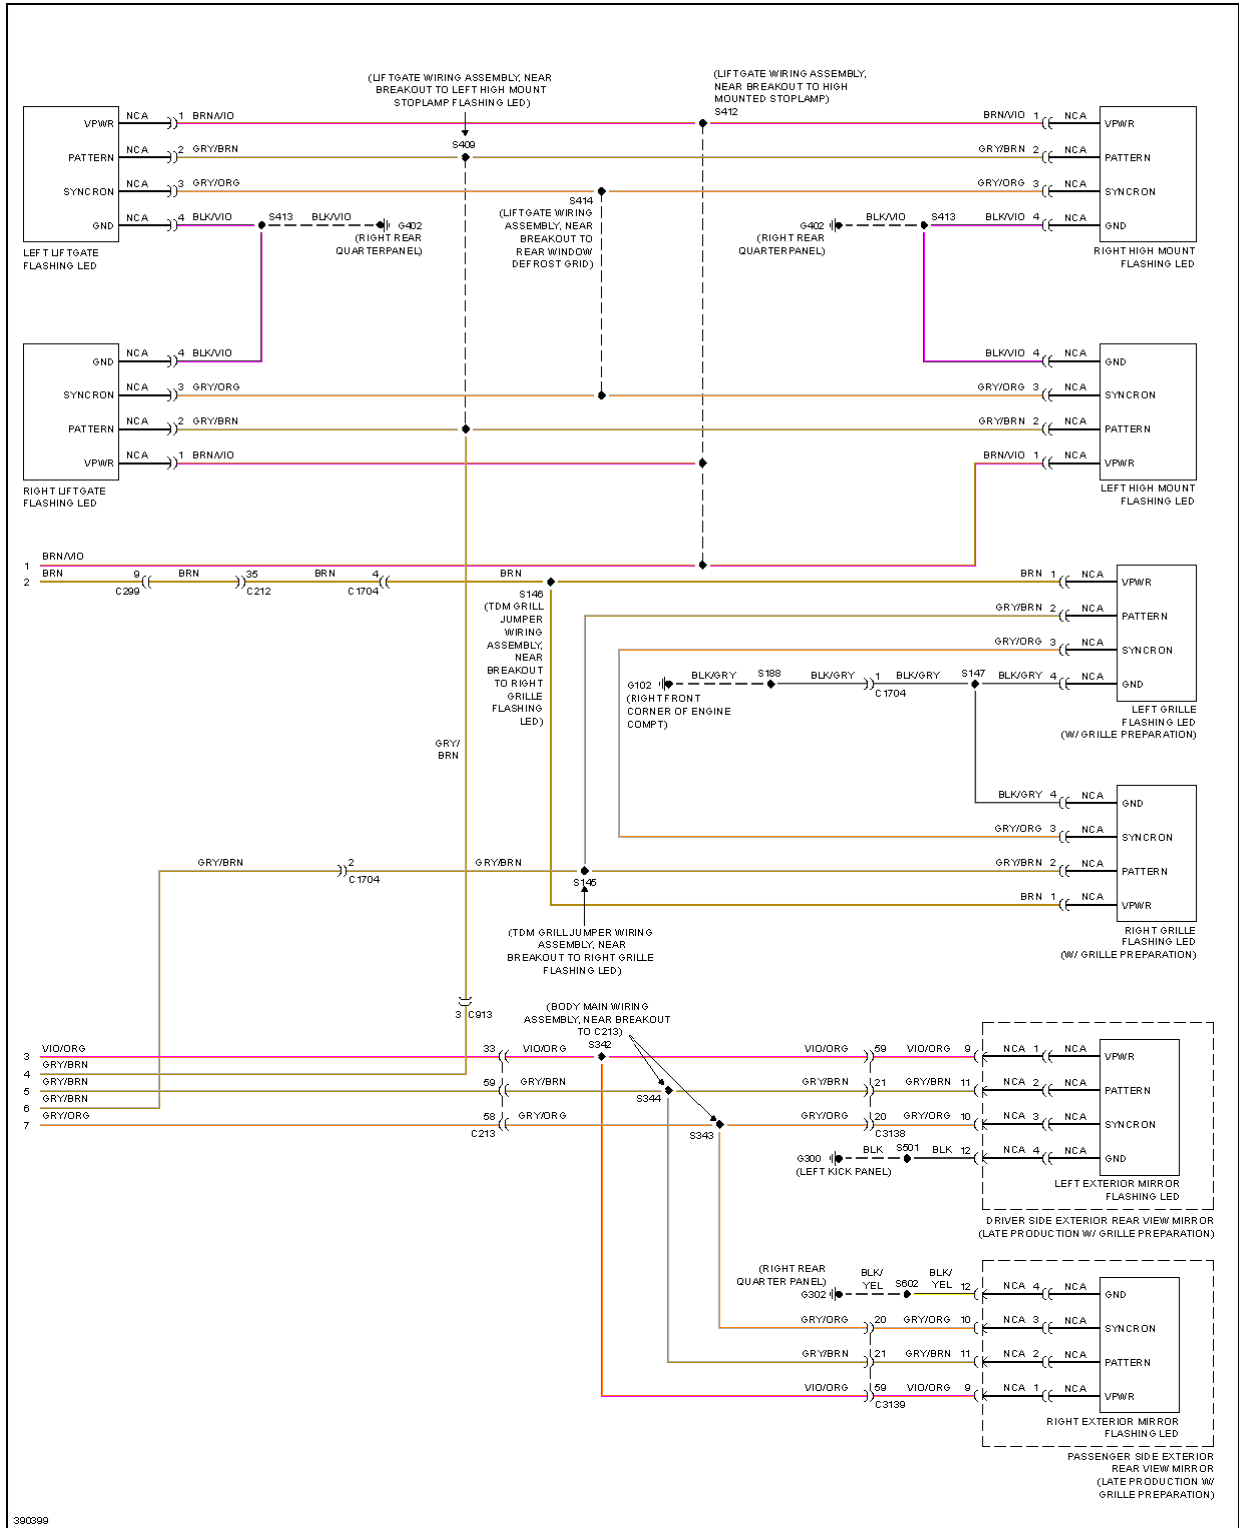 (LIFTGATE WIRING ASSEMBLY, NEAR
BREAKOUT TO LEFT HIGH MOUNT
STOPLAMP FLASHING LED)
(LIFTGATE WIRING ASSEMBLY,
NEAR BREAKOUT TO HIGH
MOUNTED STOPLAMP)
S412
VPWR NCA 1 BRN/VIO BRN/VIO 1 NCA VPWR
S409
PATTERN NCA 2 GRY/BRN GRY/BRN 2 NCA PATTERN
SYNCRON NCA 3 GRY/ORG GRY/ORG 3 NCA SYNCRON
S414
GND NCA 4 BLK/VIO S413 BLK/VIO G402 G402 BLK/VIO S413 BLK/VIO 4 NCA GND
(RIGHT REAR
QUARTERPANEL)
(LIFTGATE WIRING
ASSEMBLY, NEAR
BREAKOUT TO
REAR WINDOW
DEFROST GRID)
(RIGHT REAR
QUARTERPANEL)
LEFT LIFTGATE
FLASHING LED
RIGHT HIGH MOUNT
FLASHING LED
GND NCA 4 BLK/VIO BLK/VIO 4 NCA GND
SYNCRON NCA 3 GRY/ORG GRY/ORG 3 NCA SYNCRON
PATTERN NCA 2 GRY/BRN GRY/BRN 2 NCA PATTERN
VPWR NCA 1 BRN/VIO BRN/VIO 1 NCA VPWR
RIGHT LIFTGATE
FLASHING LED
LEFT HIGH MOUNT
FLASHING LED
1 BRN/VIO
2 BRN 9 BRN 35 BRN 4 BRN BRN 1 NCA VPWR
C299 C212 C1704
S146
(TDM GRILL
JUMPER
WIRING
ASSEMBLY,
NEAR
BREAKOUT
TO RIGHT
GRILLE
FLASHING
LED)
GRY/BRN 2 NCA PATTERN
GRY/ORG 3 NCA SYNCRON
G102 BLK/GRY S188 BLK/GRY 1 BLK/GRY S147 BLK/GRY 4 NCA GND
C1704
(RIGHT FRONT
CORNER OF ENGINE
COMPT)
LEFT GRILLE
FLASHING LED
(W/ GRILLE PREPARATION)
GRY/
BRN
BLK/GRY 4 NCA GND
GRY/ORG 3 NCA SYNCRON
GRY/BRN 2 GRY/BRN GRY/BRN 2 NCA PATTERN
C1704 S145
BRN 1 NCA VPWR
RIGHT GRILLE
FLASHING LED
(W/ GRILLE PREPARATION)
(TDM GRILL JUMPER WIRING
ASSEMBLY, NEAR
BREAKOUT TO RIGHT GRILLE
FLASHING LED)
3 C913
(BODY MAIN WIRING
ASSEMBLY, NEAR BREAKOUT
TO C213)
S342
3 VIO/ORG 33 VIO/ORG VIO/ORG 59 VIO/ORG 9 NCA 1 NCA VPWR
4 GRY/BRN
5 GRY/BRN 59 GRY/BRN GRY/BRN 21 GRY/BRN 11 NCA 2 NCA PATTERN
S344
6 GRY/BRN
7 GRY/ORG 58 GRY/ORG GRY/ORG 20 GRY/ORG 10 NCA 3 NCA SYNCRON
C213 S343 C3138
G300 BLK S501 BLK 12 NCA 4 NCA GND
(LEFT KICK PANEL)
LEFT EXTERIOR MIRROR
FLASHING LED
DRIVER SIDE EXTERIOR REAR VIEW MIRROR
(LATE PRODUCTION W/ GRILLE PREPARATION)
(RIGHT REAR
QUARTER PANEL)
G302 BLK/
YEL S602 BLK/
YEL 12 NCA 4 NCA GND
GRY/ORG 20 GRY/ORG 10 NCA 3 NCA SYNCRON
GRY/BRN 21 GRY/BRN 11 NCA 2 NCA PATTERN
VIO/ORG 59 VIO/ORG 9 NCA 1 NCA VPWR
C3139
RIGHT EXTERIOR MIRROR
FLASHING LED
PASSENGER SIDE EXTERIOR
REAR VIEW MIRROR
(LATE PRODUCTION W/
GRILLE PREPARATION)
390399